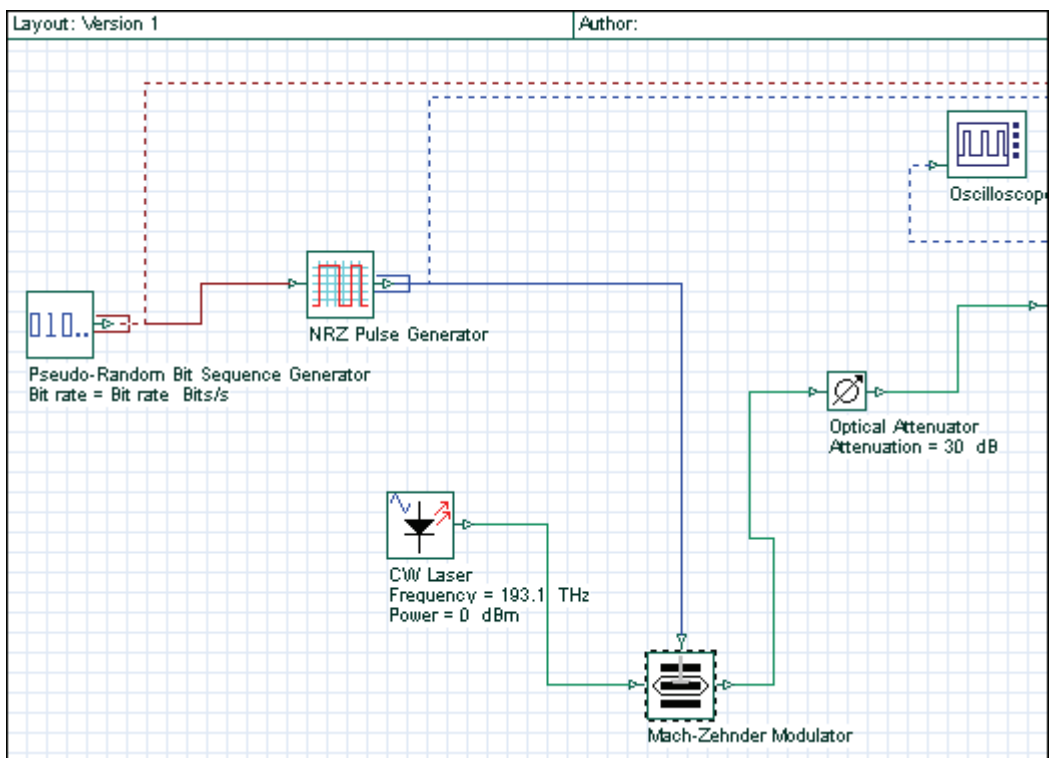 Layout: Version 1
Author:
Oscilloscope
NRZ Pulse Generator
010..
Pseudo-Random Bit Sequence Generator
Bit rate = Bit rate Bits/s
Optical Attenuator
Attenuation = 30 dB
CW Laser
Frequency = 193.1 THz
Power = 0 dBm
Mach-Zehnder Modulator